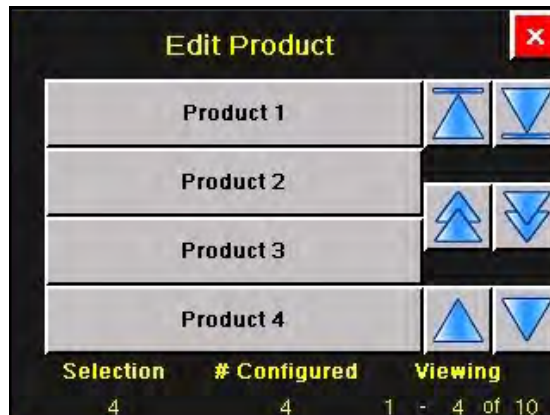 Edit Product
Product 1
Product 2
Product 3
Product 4
Selection # Configured Viewing
4 4 1 - 4 of 10